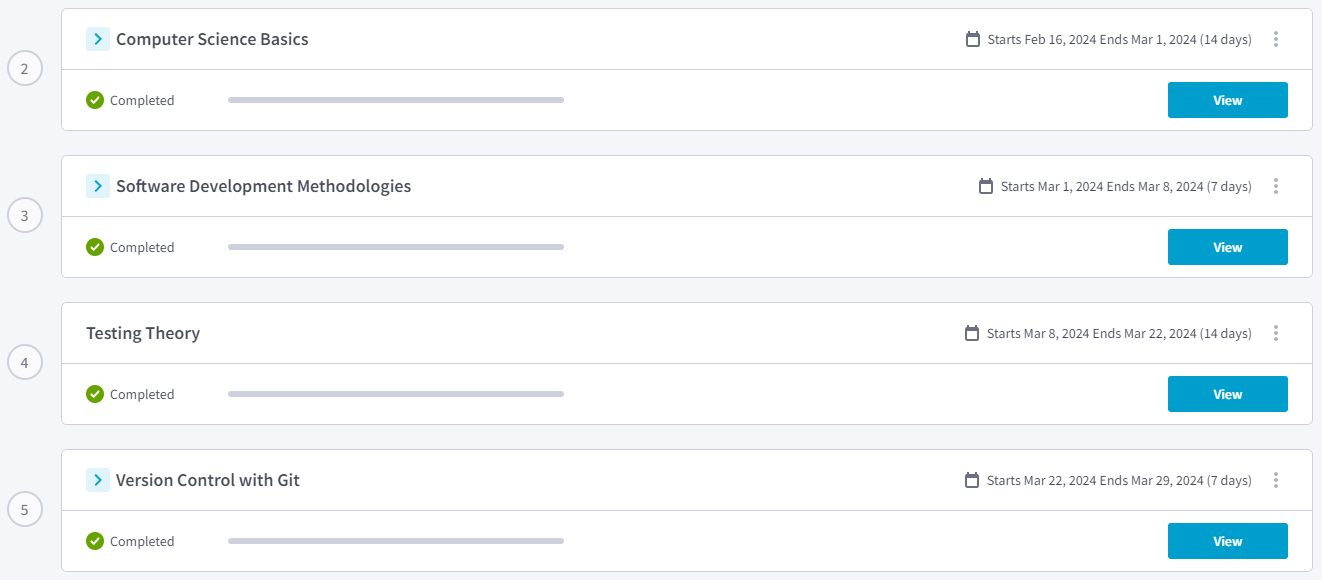 2
Computer Science Basics
Starts Feb 16, 2024 Ends Mar 1, 2024 (14 days)
Completed
View
3
Software Development Methodologies
Starts Mar 1, 2024 Ends Mar 8, 2024 (7 days)
Completed
View
4
Testing Theory
Starts Mar 8, 2024 Ends Mar 22, 2024 (14 days)
Completed
View
5
Version Control with Git
Starts Mar 22, 2024 Ends Mar 29, 2024 (7 days)
Completed
View